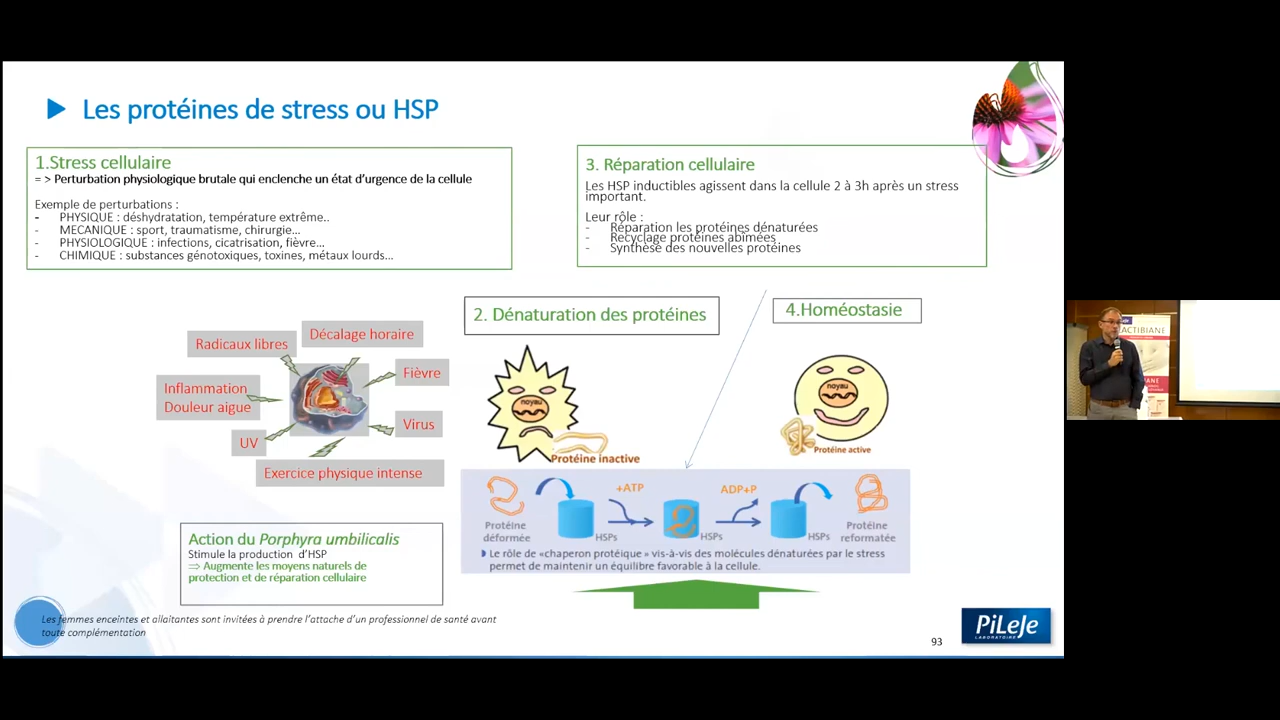 Les protéines de stress ou HSP
1.Stress cellulaire
= > Perturbation physiologique brutale qui enclenche un état d'urgence de la cellule
Exemple de perturbations :
- PHYSIQUE : déshydratation, température extrême..
- MECANIQUE : sport, traumatisme, chirurgie...
- PHYSIOLOGIQUE : infections, cicatrisation, fièvre...
- CHIMIQUE : substances génotoxiques, toxines, métaux lourds...
3. Réparation cellulaire
Les HSP inductibles agissent dans la cellule 2 à 3h après un stress
important.
Leur rôle :
- Réparation les protéines dénaturées
- Recyclage protéines abimées
- Synthèse des nouvelles protéines
2. Dénaturation des protéines
4.Homéostasie
Radicaux libres
Décalage horaire
Fièvre
Inflammation
Douleur aigue
Virus
UV
Exercice physique intense
noyau
Protéine inactive
noyau
Protéine active
+ATP
ADP+P
Protéine
déformée
HSPs
HSPs
HSPs
Protéine
reformatée
Le rôle de «chaperon protéique » vis-à-vis des molécules dénaturées par le stress
permet de maintenir un équilibre favorable à la cellule.
Action du Porphyra umbilicalis
Stimule la production d'HSP
⇒ Augmente les moyens naturels de
protection et de réparation cellulaire
Les femmes enceintes et allaitantes sont invitées à prendre l'attache d'un professionnel de santé avant
toute complémentation
93
PiLeJe
LABORATOIRE
ACTIBIANE